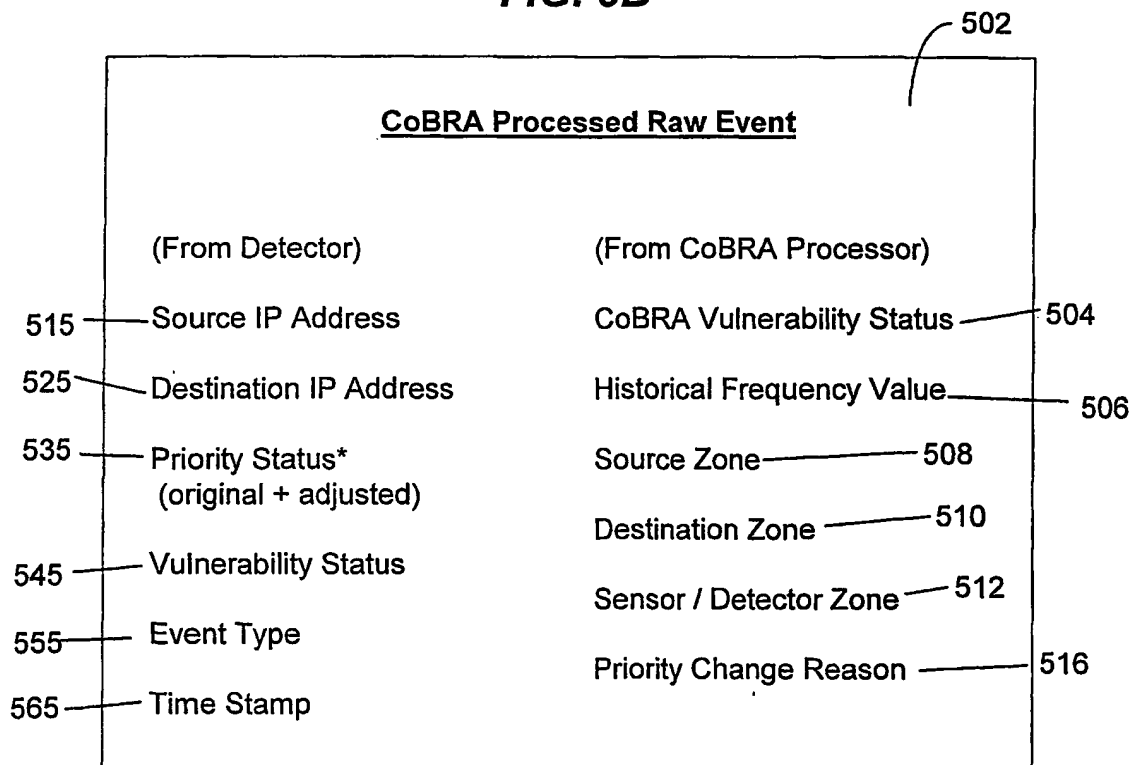 502
CoBRA Processed Raw Event
(From Detector) (From CoBRA Processor)
515 Source IP Address CoBRA Vulnerability Status 504
525 Destination IP Address Historical Frequency Value 506
535 Priority Status* Source Zone 508
(original + adjusted)
Destination Zone 510
545 Vulnerability Status
Sensor / Detector Zone 512
555 Event Type
Priority Change Reason 516
565 Time Stamp